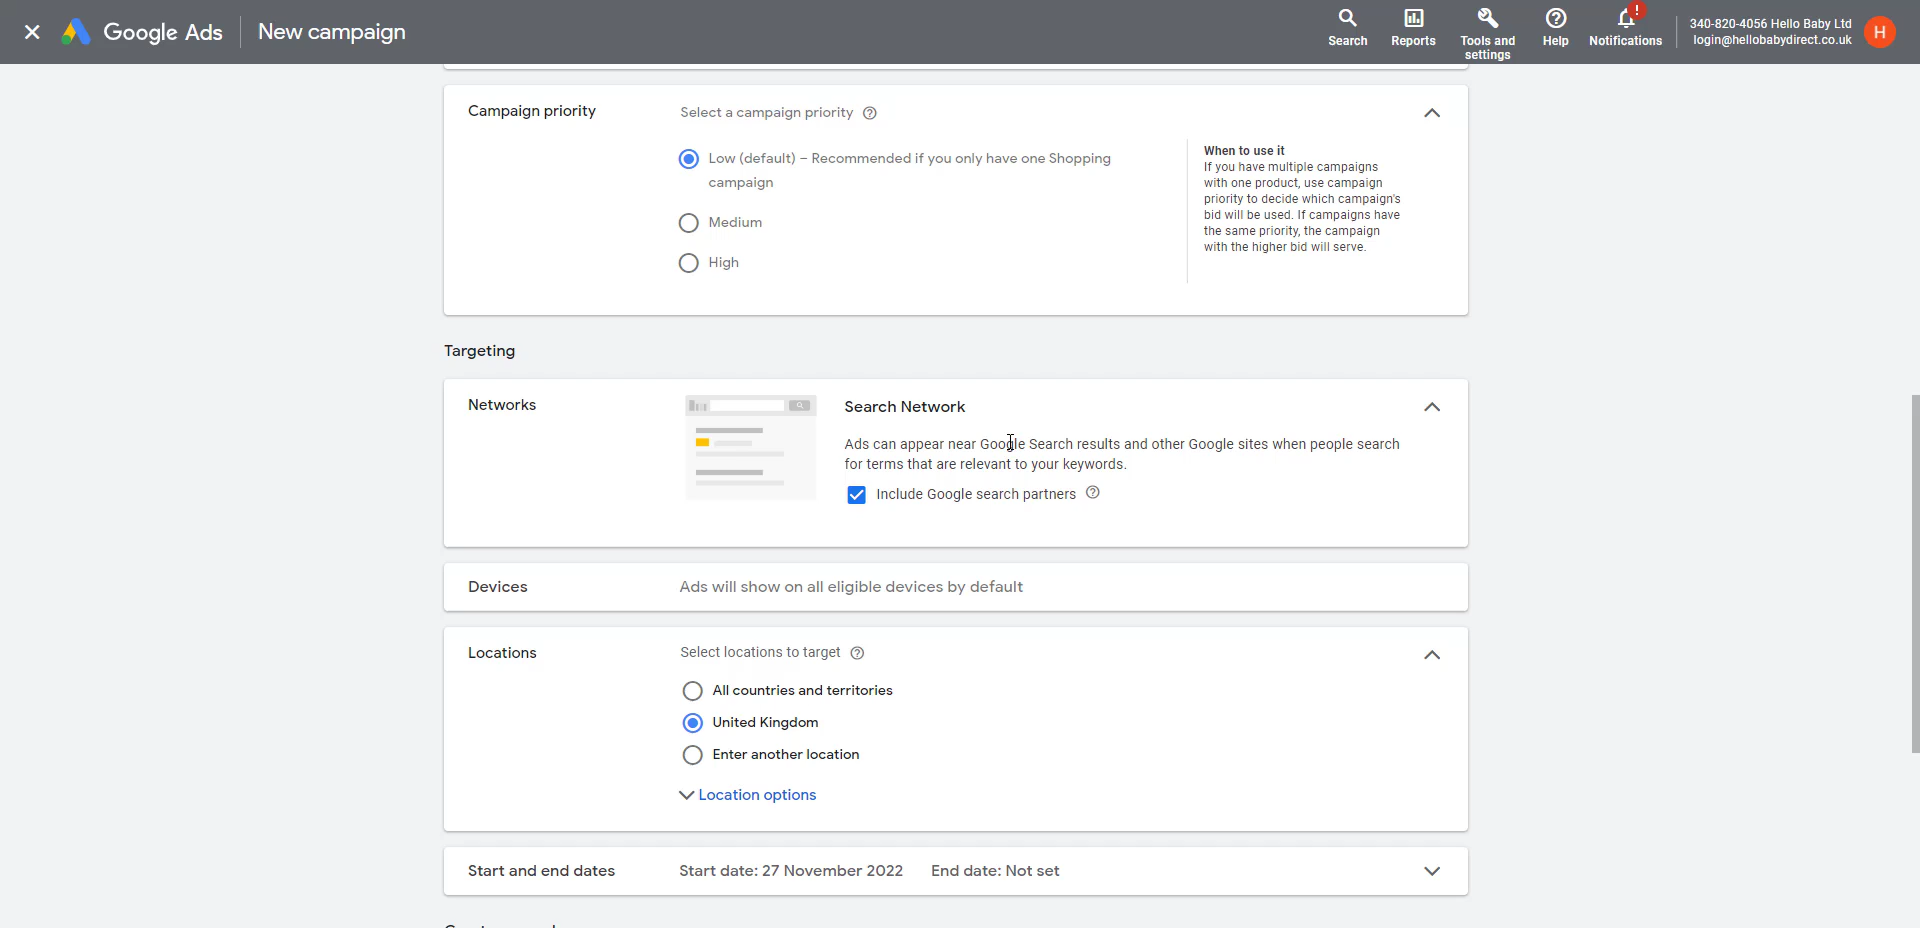 Google Ads
New campaign
Search
Reports
Tools and
settings
Help
!
Notifications
340-820-4056 Hello Baby Ltd
login@hellobabydirect.co.uk
H
Campaign priority
Select a campaign priority
Low (default) – Recommended if you only have one Shopping
campaign
Medium
High
When to use it
If you have multiple campaigns
with one product, use campaign
priority to decide which campaign's
bid will be used. If campaigns have
the same priority, the campaign
with the higher bid will serve.
Targeting
Networks
Search Network
Ads can appear near Google Search results and other Google sites when people search
for terms that are relevant to your keywords.
Include Google search partners
Devices
Ads will show on all eligible devices by default
Locations
Select locations to target
All countries and territories
United Kingdom
Enter another location
Location options
Start and end dates
Start date: 27 November 2022
End date: Not set